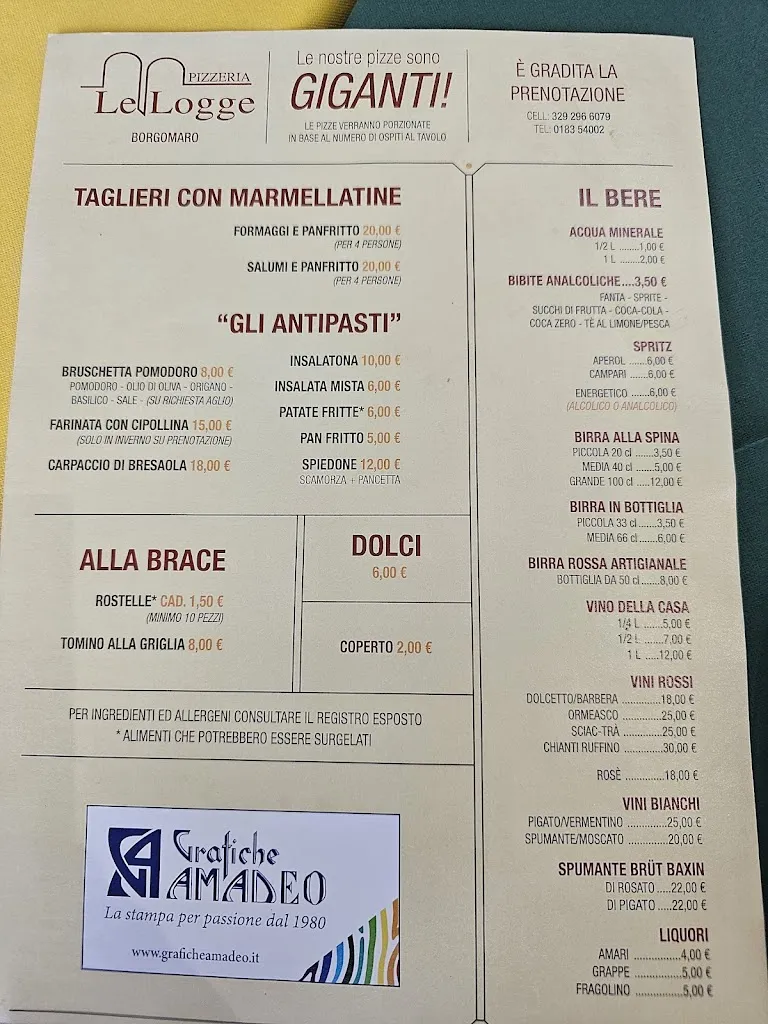 PIZZERIA
Le Logge
BORGOMARO
Le nostre pizze sono
GIGANTI!
LE PIZZE VERRANNO PORZIONATE
IN BASE AL NUMERO DI OSPITI AL TAVOLO
È GRADITA LA
PRENOTAZIONE
CELL: 329 296 6079
TEL: 0183 54002
TAGLIERI CON MARMELLATINE
FORMAGGI E PANFRITTO 20,00 €
(PER 4 PERSONE)
SALUMI E PANFRITTO 20,00 €
(PER 4 PERSONE)
“GLI ANTIPASTI”
BRUSCHETTA POMODORO 8,00 €
POMODORO - OLIO DI OLIVA - ORIGANO -
BASILICO - SALE - (SU RICHIESTA AGLIO)
FARINATA CON CIPOLLINA 15,00 €
(SOLO IN INVERNO SU PRENOTAZIONE)
CARPACCIO DI BRESAOLA 18,00 €
INSALATONA 10,00 €
INSALATA MISTA 6,00 €
PATATE FRITTE* 6,00 €
PAN FRITTO 5,00 €
SPIEDONE 12,00 €
SCAMORZA + PANCETTA
ALLA BRACE
ROSTELLE* CAD. 1,50 €
(MINIMO 10 PEZZI)
TOMINO ALLA GRIGLIA 8,00 €
DOLCI
6,00 €
COPERTO 2,00 €
PER INGREDIENTI ED ALLERGENI CONSULTARE IL REGISTRO ESPOSTO
* ALIMENTI CHE POTREBBERO ESSERE SURGELATI
Grafiche
AMADEO
La stampa per passione dal 1980
www.graficheamadeo.it
IL BERE
ACQUA MINERALE
1/2 L ........1,00 €
1 L ......2,00 €
BIBITE ANALCOLICHE....3,50 €
FANTA - SPRITE -
SUCCHI DI FRUTTA - COCA-COLA -
COCA ZERO - TÈ AL LIMONE/PESCA
SPRITZ
APEROL .......6,00 €
CAMPARI .......6,00 €
ENERGETICO ......6,00 €
(ALCOLICO O ANALCOLICO)
BIRRA ALLA SPINA
PICCOLA 20 cl .......3,50 €
MEDIA 40 cl .......5,00 €
GRANDE 100 cl .....12,00 €
BIRRA IN BOTTIGLIA
PICCOLA 33 cl .......3,50 €
MEDIA 66 cl .......6,00 €
BIRRA ROSSA ARTIGIANALE
BOTTIGLIA DA 50 cl .......8,00 €
VINO DELLA CASA
1/4 L .......5,00 €
1/2 L .......7,00 €
1 L .....12,00 €
VINI ROSSI
DOLCETTO/BARBERA .............18,00 €
ORMEASCO .............25,00 €
SCIAC-TRÀ .............25,00 €
CHIANTI RUFFINO .............30,00 €
ROSÈ .............18,00 €
VINI BIANCHI
PIGATO/VERMENTINO .............25,00 €
SPUMANTE/MOSCATO .............20,00 €
SPUMANTE BRÜT BAXIN
DI ROSATO .....22,00 €
DI PIGATO .....22,00 €
LIQUORI
AMARI ................4,00 €
GRAPPE ................5,00 €
FRAGOLINO ................5,00 €